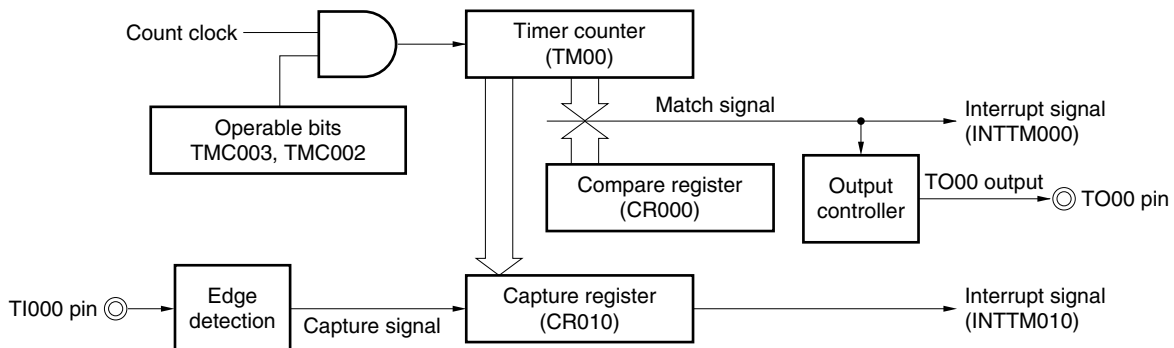 Count clock
Timer counter
(TM00)
Operable bits
TMC003, TMC002
Match signal
Interrupt signal
(INTTM000)
Compare register
(CR000)
Output
controller
TO00 output
TO00 pin
TI000 pin
Edge
detection
Capture signal
Capture register
(CR010)
Interrupt signal
(INTTM010)